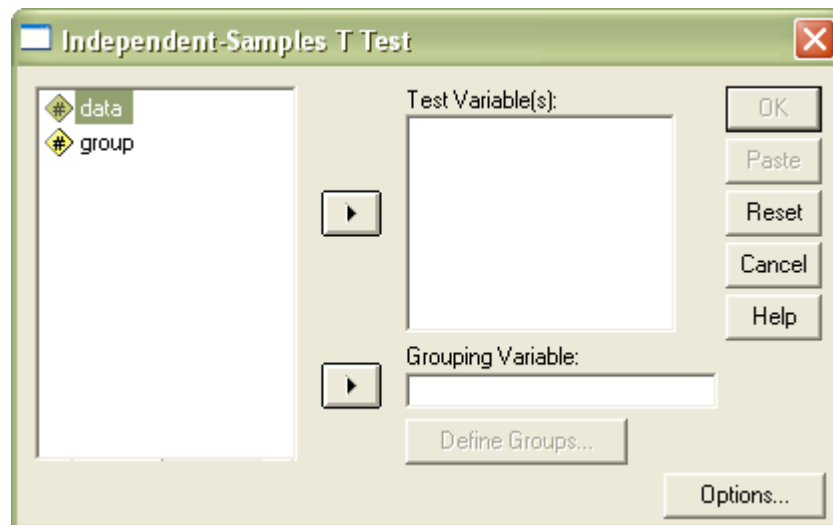 Independent-Samples T Test
# data
# group
Test Variable(s):
OK
Paste
Reset
Cancel
Help
Grouping Variable:
Define Groups...
Options...